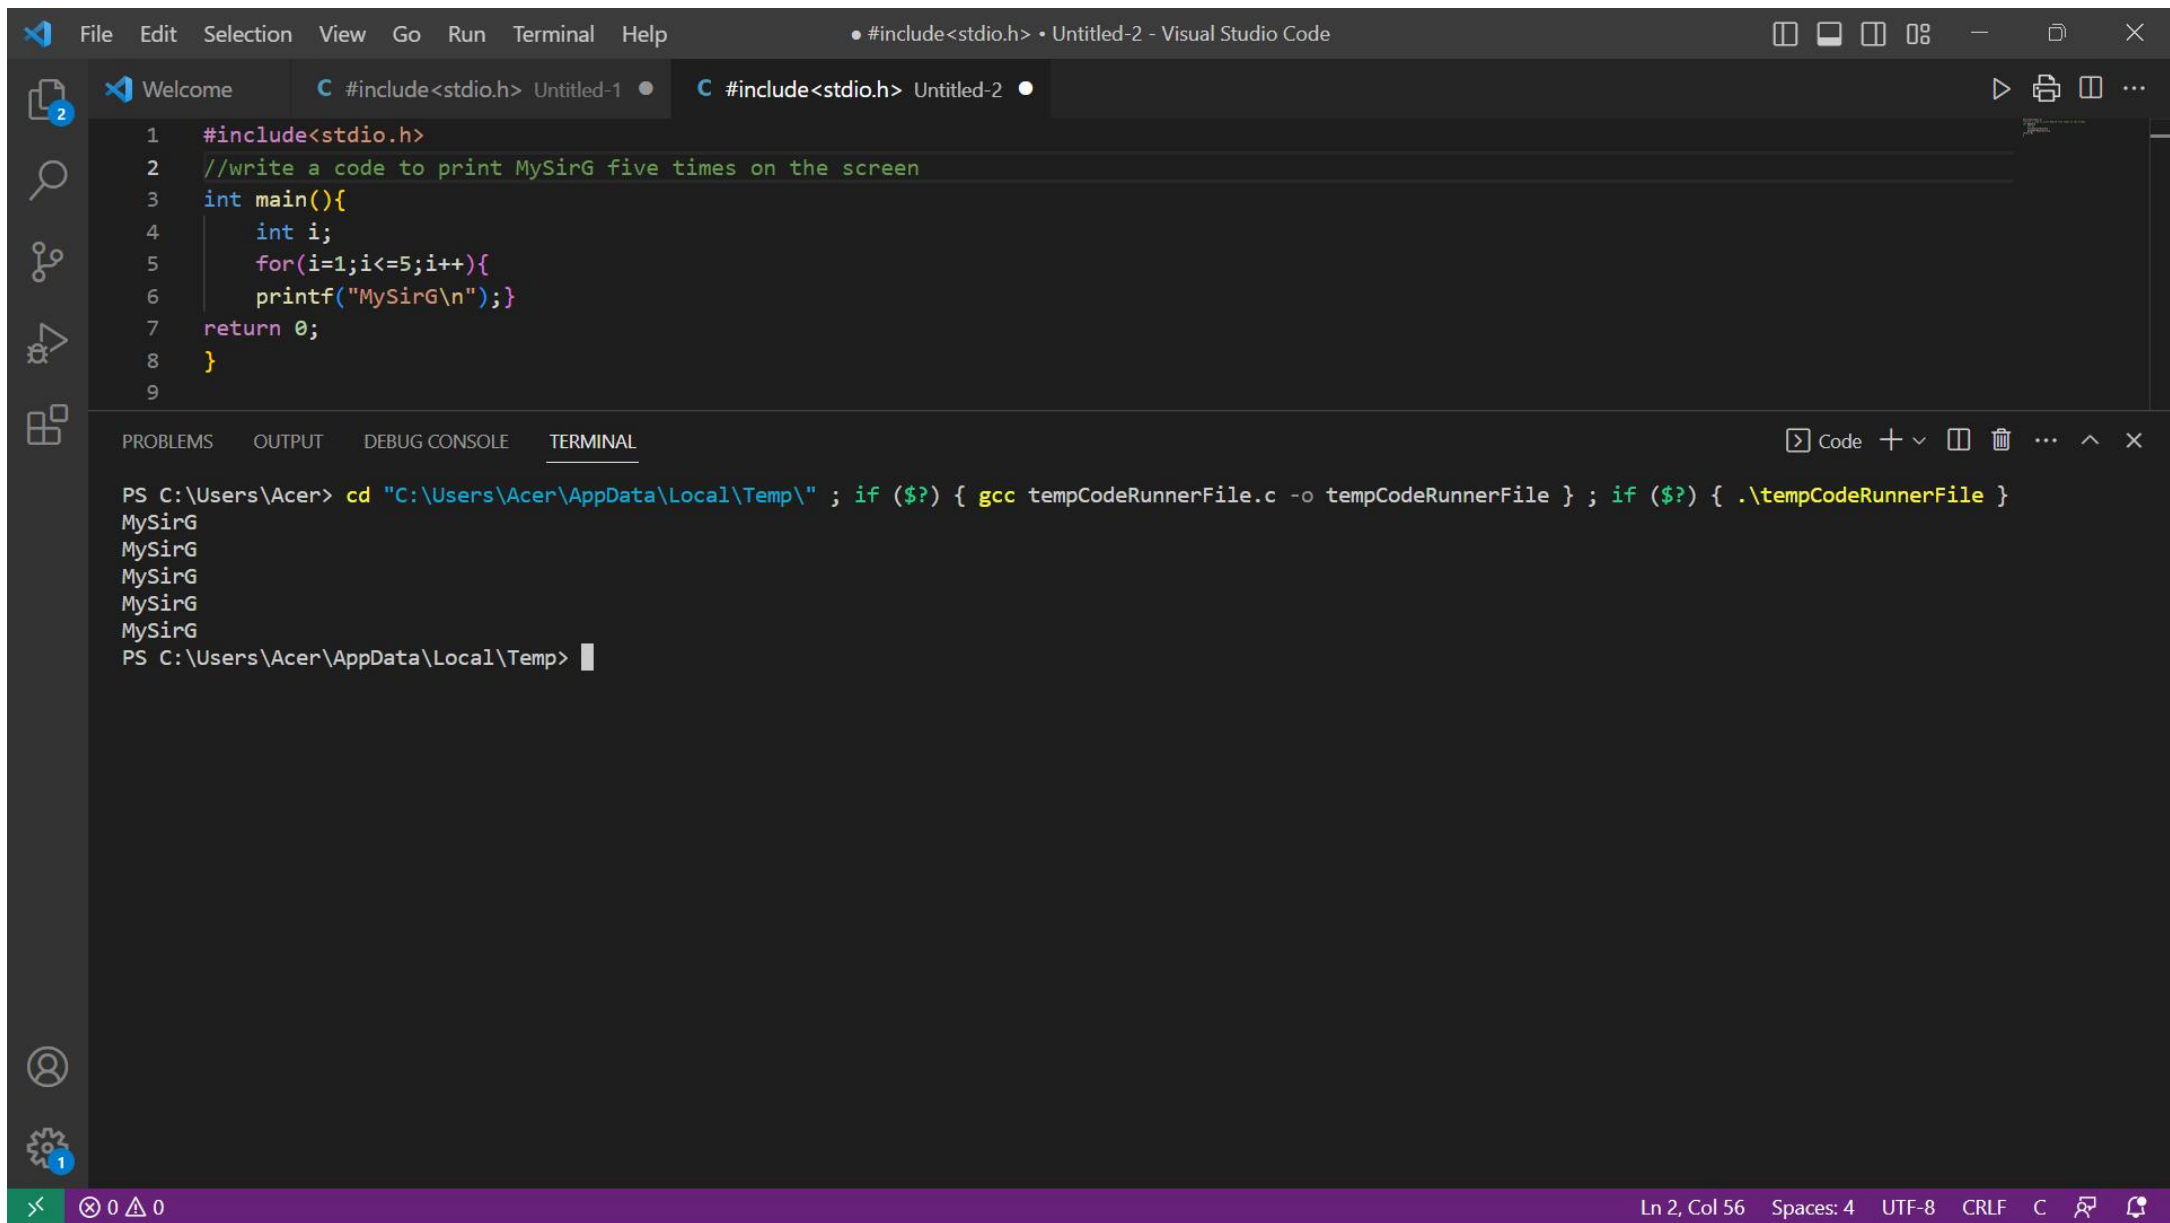 File Edit Selection View Go Run Terminal Help ● #include<stdio.h> • Untitled-2 - Visual Studio Code
2 Welcome C #include<stdio.h> Untitled-1 ● C #include<stdio.h> Untitled-2 ●
1 #include<stdio.h>
2 //write a code to print MySirG five times on the screen
3 int main(){
4     int i;
5     for(i=1;i<=5;i++){
6     printf("MySirG\n");}
7 return 0;
8 }
9
PROBLEMS OUTPUT DEBUG CONSOLE TERMINAL Code
PS C:\Users\Acer> cd "C:\Users\Acer\AppData\Local\Temp\" ; if ($?) { gcc tempCodeRunnerFile.c -o tempCodeRunnerFile } ; if ($?) { .\tempCodeRunnerFile }
MySirG
MySirG
MySirG
MySirG
MySirG
PS C:\Users\Acer\AppData\Local\Temp>
1
0 0 Ln 2, Col 56 Spaces: 4 UTF-8 CRLF C